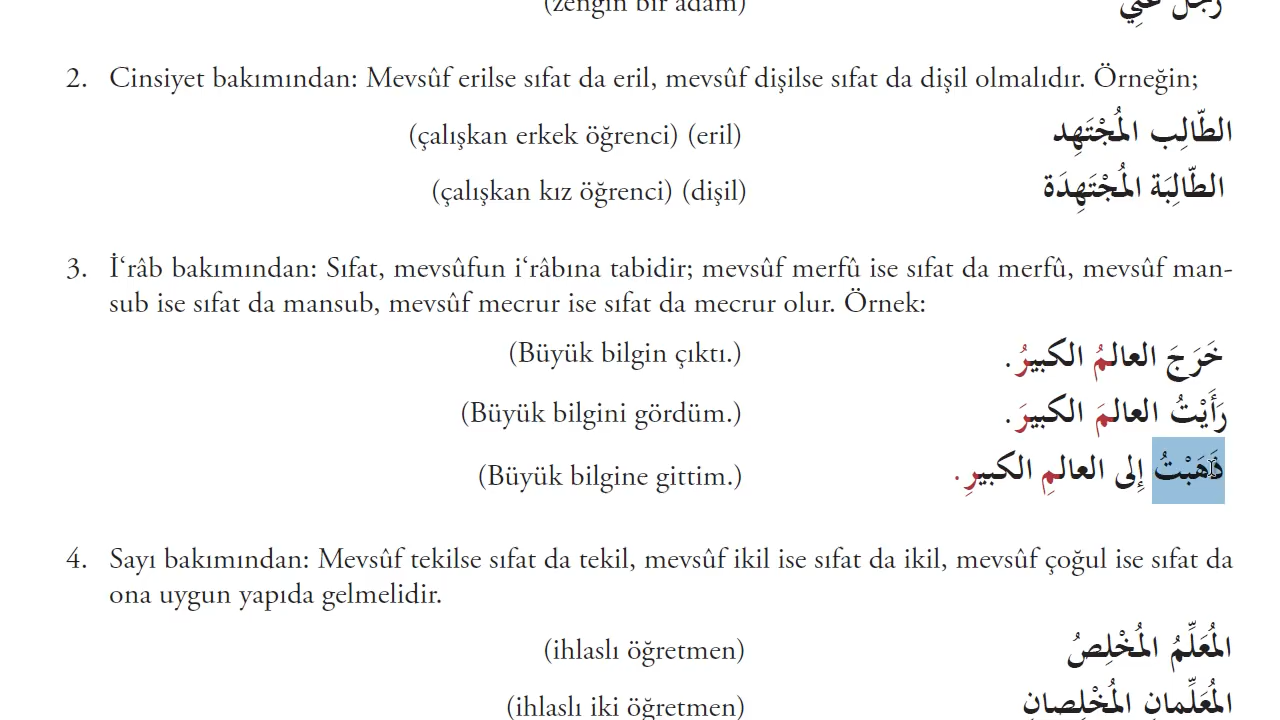 (zengin bir adam) رَجُلٌ غَنِي
2. Cinsiyet bakımından: Mevsûf erilse sıfat da eril, mevsûf dişilse sıfat da dişil olmalıdır. Örneğin;
(çalışkan erkek öğrenci) (eril) الطّالِب المُجْتَهِد
(çalışkan kız öğrenci) (dişil) الطّالِبَة المُجْتَهِدَة
3. İ‘râb bakımından: Sıfat, mevsûfun i‘râbına tabidir; mevsûf merfû ise sıfat da merfû, mevsûf man-
sub ise sıfat da mansub, mevsûf mecrur ise sıfat da mecrur olur. Örnek:
(Büyük bilgin çıktı.) خَرَجَ العالمُ الكبيرُ.
(Büyük bilgini gördüm.) رَأَيْتُ العالمَ الكبيرَ.
(Büyük bilgine gittim.) ذَهَبْتُ إِلى العالمِ الكبيرِ.
4. Sayı bakımından: Mevsûf tekilse sıfat da tekil, mevsûf ikil ise sıfat da ikil, mevsûf çoğul ise sıfat da
ona uygun yapıda gelmelidir.
(ihlaslı öğretmen) المُعَلِّمُ المُخْلِصُ
(ihlaslı iki öğretmen) المُعَلِّمانِ المُخْلِصانِ